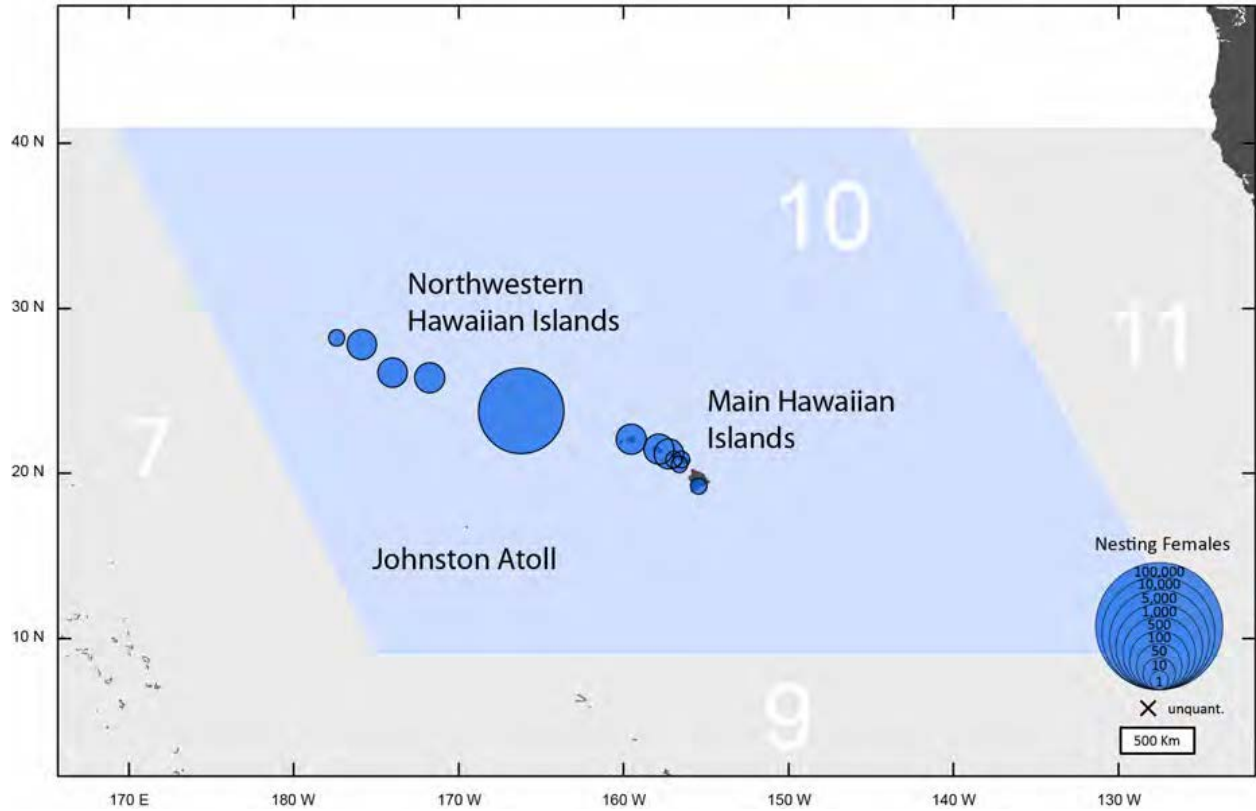 40 N
10
Northwestern
Hawaiian Islands
30 N
11
Main Hawaiian
Islands
7
20 N
Johnston Atoll
Nesting Females
100,000
10,000
5,000
1,000
500
100
50
10
1
10 N
9
unquant.
500 Km
170 E
180 W
170 W
160 W
150 W
140 W
130 W